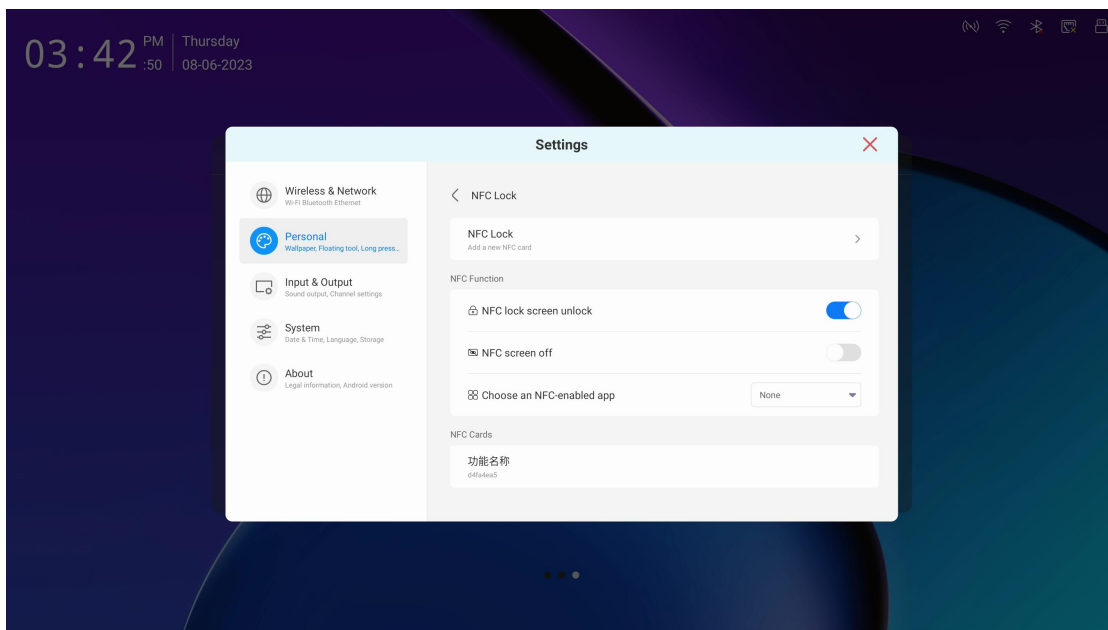 03:42 PM :50 Thursday 08-06-2023
Settings
Wireless & Network
Wi-Fi Bluetooth Ethernet
Personal
Wallpaper, Floating tool, Long press...
Input & Output
Sound output, Channel settings
System
Date & Time, Language, Storage
About
Legal information, Android version
NFC Lock
NFC Lock
Add a new NFC card
NFC Function
NFC lock screen unlock
NFC screen off
Choose an NFC-enabled app
None
NFC Cards
功能名称
d4fa4ea5